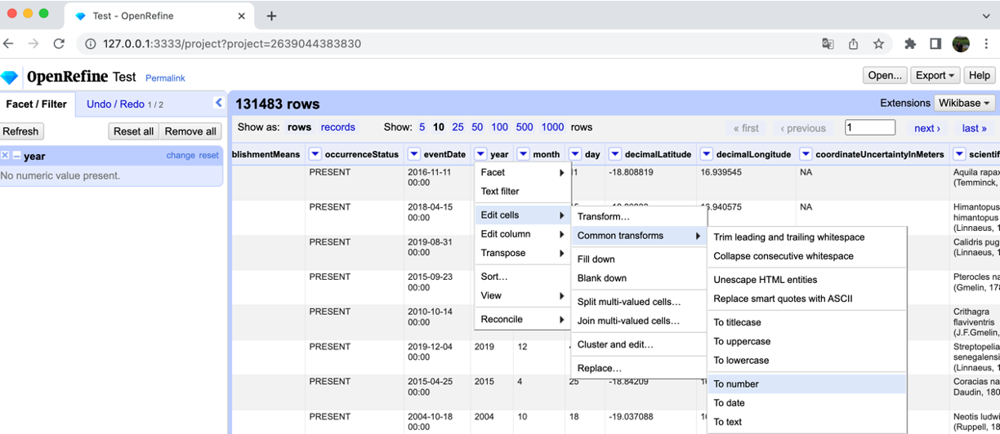 Test - OpenRefine
127.0.0.1:3333/project?project=2639044383830
OpenRefine Test Permalink
Open... Export Help
Facet / Filter Undo / Redo 1 / 2
131483 rows
Extensions Wikibase
Refresh Reset all Remove all
Show as: rows records Show: 5 10 25 50 100 500 1000 rows
« first ‹ previous 1 next › last »
year change reset
No numeric value present.
blishmentMeans occurrenceStatus eventDate year month day decimalLatitude decimalLongitude coordinateUncertaintyInMeters scientif
PRESENT 2016-11-11 00:00 11 -18.808819 16.939545 NA Aquila rapax (Temminck,
PRESENT 2018-04-15 00:00 6.940575 NA Himantopus himantopus (Linnaeus, 1
PRESENT 2019-08-31 00:00 Calidris pug (Linnaeus, 1
PRESENT 2015-09-23 00:00 Pterocles na (Gmelin, 178
PRESENT 2010-10-14 00:00 Crithagra flaviventris (J.F.Gmelin,
PRESENT 2019-12-04 00:00 2019 12 Streptopelia senegalensis (Linnaeus, 1
PRESENT 2015-04-25 00:00 2015 4 25 -18.84209 Coracias na Daudin, 180
PRESENT 2004-10-18 00:00 2004 10 18 -19.037088 Neotis ludwi (Ruppell, 18
Facet
Text filter
Edit cells
Edit column
Transpose
Sort...
View
Reconcile
Transform...
Common transforms
Fill down
Blank down
Split multi-valued cells...
Join multi-valued cells...
Cluster and edit...
Replace...
Trim leading and trailing whitespace
Collapse consecutive whitespace
Unescape HTML entities
Replace smart quotes with ASCII
To titlecase
To uppercase
To lowercase
To number
To date
To text